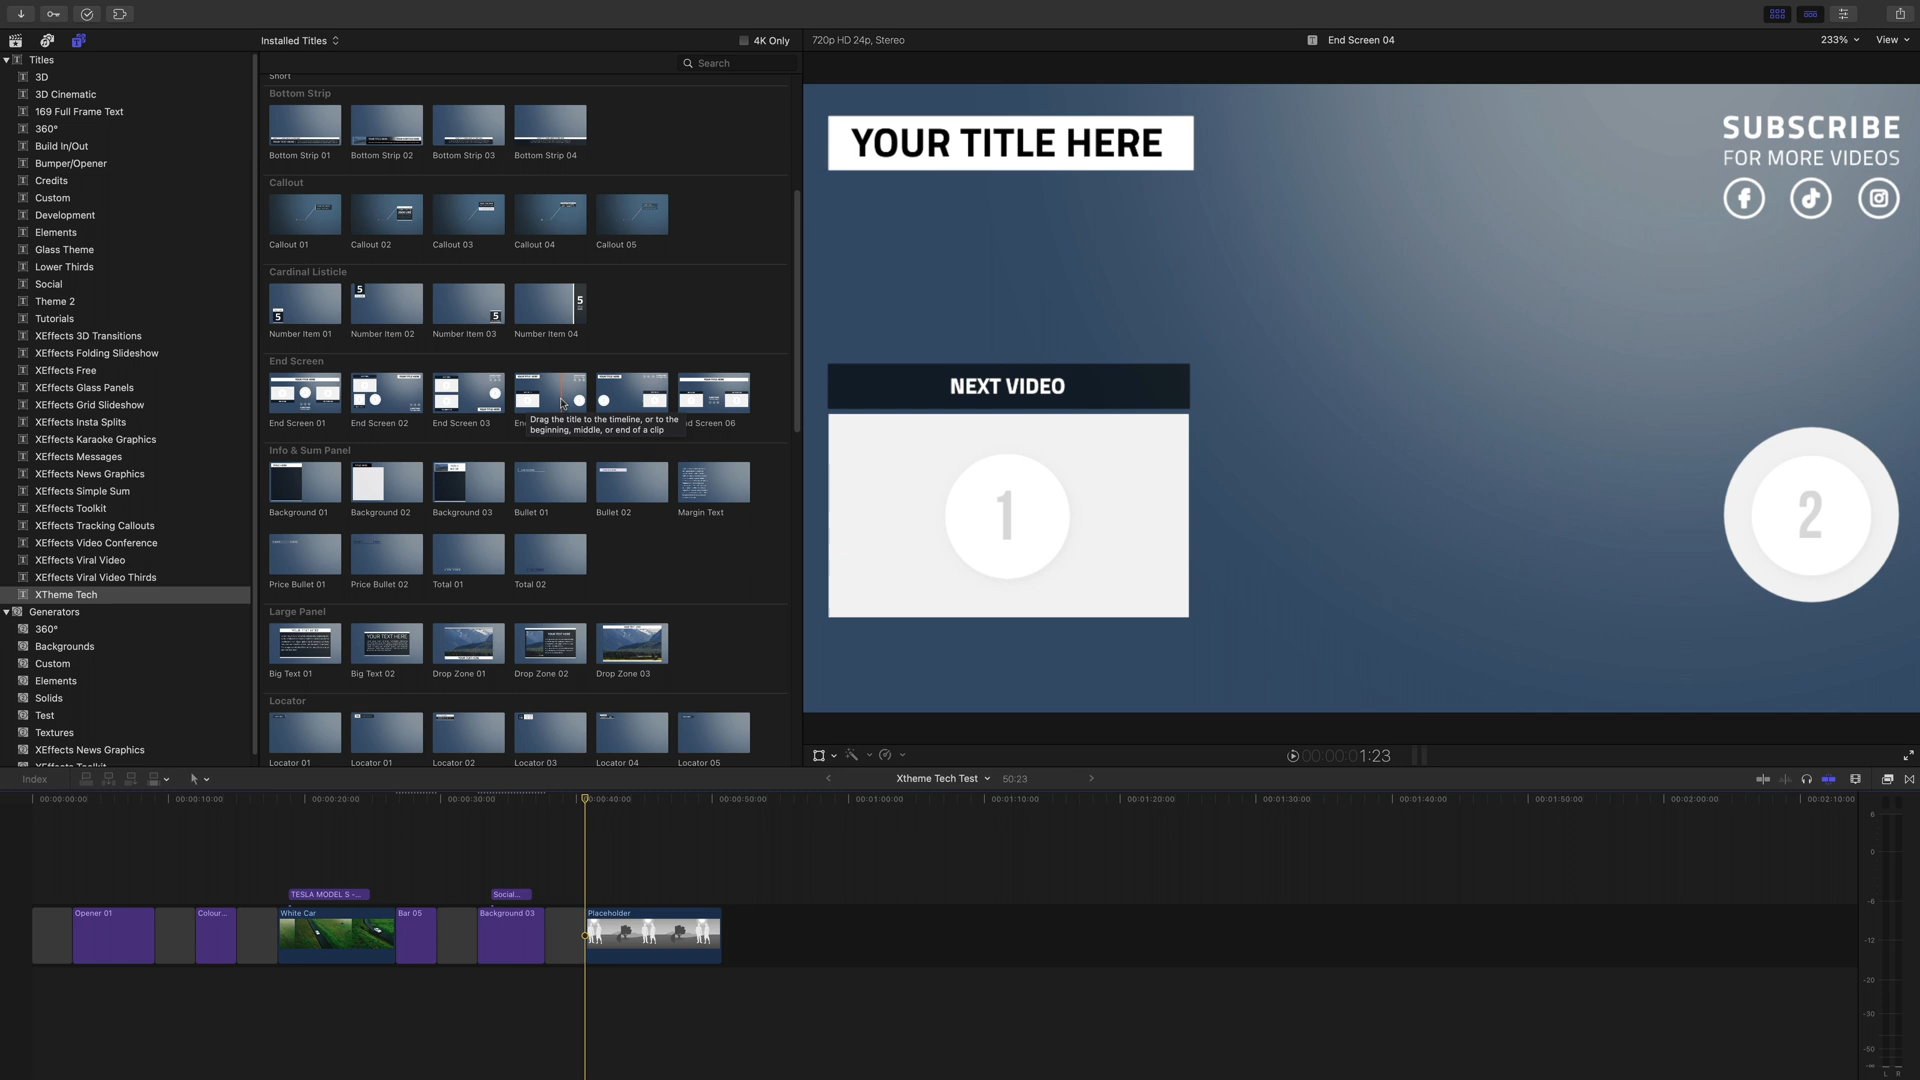 Installed Titles
4K Only
720p HD 24p, Stereo
End Screen 04
233%
View
Search
Titles
3D
3D Cinematic
169 Full Frame Text
360°
Build In/Out
Bumper/Opener
Credits
Custom
Development
Elements
Glass Theme
Lower Thirds
Social
Theme 2
Tutorials
XEffects 3D Transitions
XEffects Folding Slideshow
XEffects Free
XEffects Glass Panels
XEffects Grid Slideshow
XEffects Insta Splits
XEffects Karaoke Graphics
XEffects Messages
XEffects News Graphics
XEffects Simple Sum
XEffects Toolkit
XEffects Tracking Callouts
XEffects Video Conference
XEffects Viral Video
XEffects Viral Video Thirds
XTheme Tech
Generators
360°
Backgrounds
Custom
Elements
Solids
Test
Textures
XEffects News Graphics
XEffects Toolkit
Short
Bottom Strip
Bottom Strip 01
Bottom Strip 02
Bottom Strip 03
Bottom Strip 04
Callout
Callout 01
Callout 02
Callout 03
Callout 04
Callout 05
Cardinal Listicle
5
5
5
5
Number Item 01
Number Item 02
Number Item 03
Number Item 04
End Screen
End Screen 01
End Screen 02
End Screen 03
d Screen 06
Drag the title to the timeline, or to the
beginning, middle, or end of a clip
Info & Sum Panel
Background 01
Background 02
Background 03
Bullet 01
Bullet 02
Margin Text
Price Bullet 01
Price Bullet 02
Total 01
Total 02
Large Panel
YOUR TEXT HERE
Big Text 01
Big Text 02
Drop Zone 01
Drop Zone 02
Drop Zone 03
Locator
Locator 01
Locator 01
Locator 02
Locator 03
Locator 04
Locator 05
YOUR TITLE HERE
SUBSCRIBE
FOR MORE VIDEOS
NEXT VIDEO
1
2
00:00:01:23
Index
Xtheme Tech Test
50:23
00:00:00:00
00:00:10:00
00:00:20:00
00:00:30:00
00:00:40:00
00:00:50:00
00:01:00:00
00:01:10:00
00:01:20:00
00:01:30:00
00:01:40:00
00:01:50:00
00:02:00:00
00:02:10:00
TESLA MODEL S -...
Social...
Opener 01
Colour...
White Car
Bar 05
Background 03
Placeholder
6
0
-6
-12
-20
-30
-50
-∞
L R